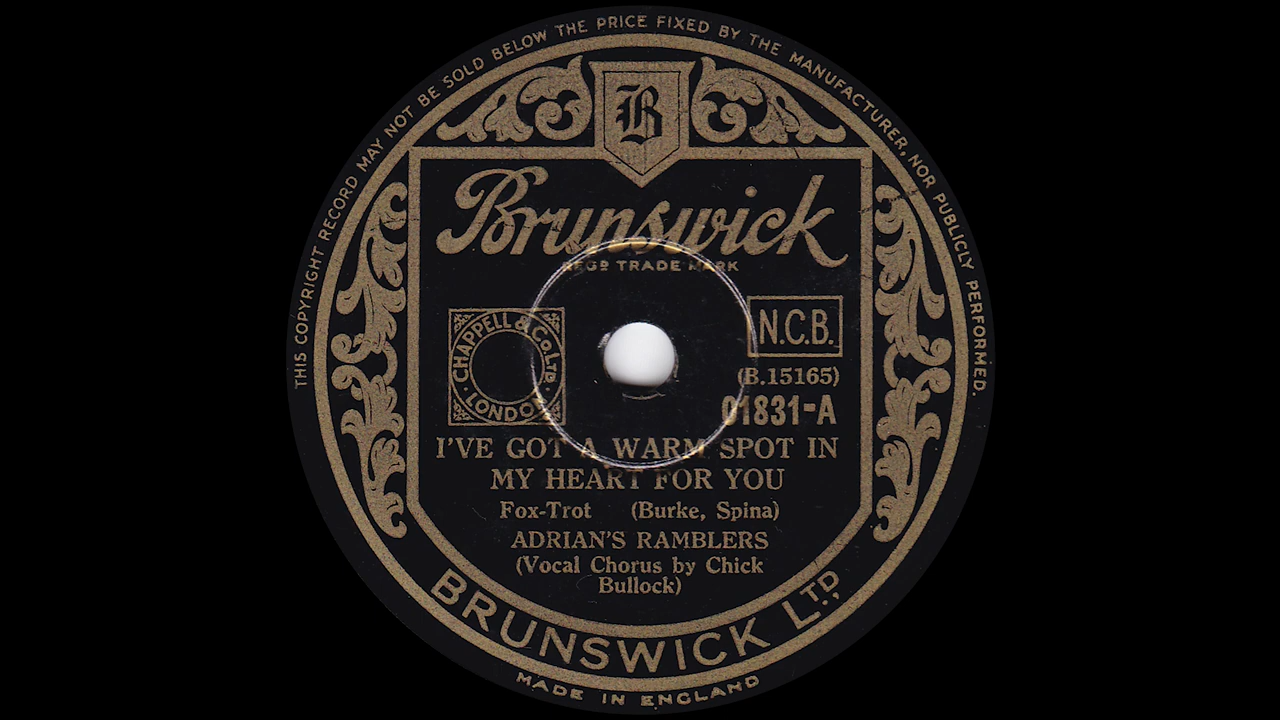 THIS COPYRIGHT RECORD MAY NOT BE SOLD BELOW THE PRICE FIXED BY THE MANUFACTURER, NOR PUBLICLY PERFORMED.
B
Brunswick
REGD TRADE MARK
CHAPPELL & CO. LTD.
· LONDON ·
N.C.B.
(B.15165)
01831-A
I'VE GOT A WARM SPOT IN
MY HEART FOR YOU
Fox-Trot (Burke, Spina)
ADRIAN'S RAMBLERS
(Vocal Chorus by Chick
Bullock)
BRUNSWICK LTD.
MADE IN ENGLAND